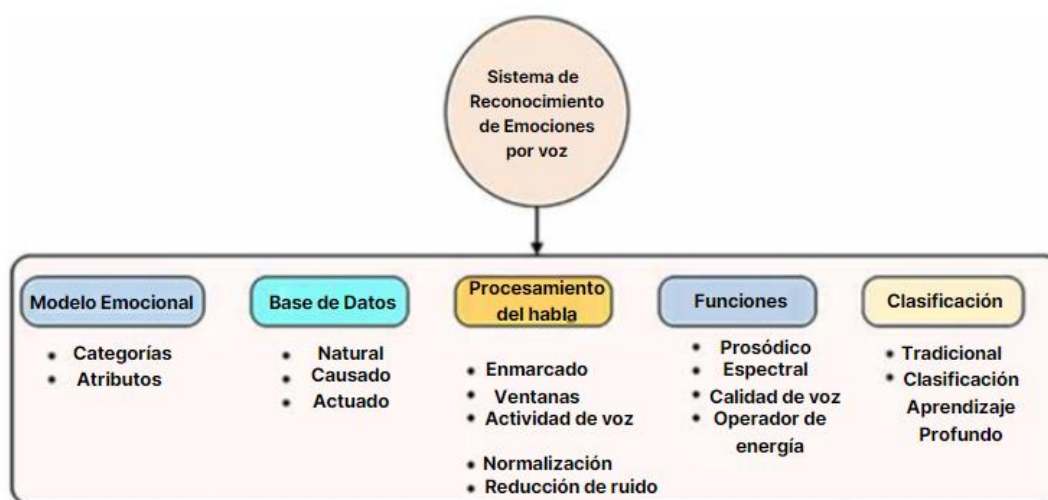 Sistema de
Reconocimiento
de Emociones
por voz
Modelo Emocional
• Categorías
• Atributos
Base de Datos
• Natural
• Causado
• Actuado
Procesamiento
del habla
• Enmarcado
• Ventanas
• Actividad de voz
• Normalización
• Reducción de ruido
Funciones
• Prosódico
• Espectral
• Calidad de voz
• Operador de
energía
Clasificación
• Tradicional
• Clasificación
Aprendizaje
Profundo